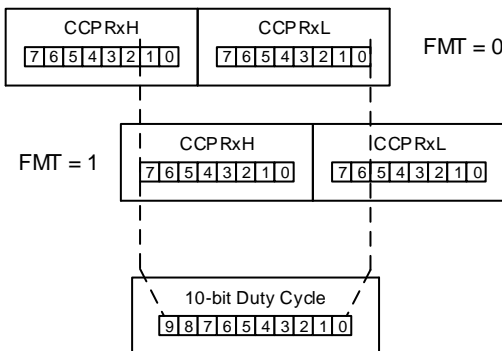 CCPRxH CCPRxL
7 6 5 4 3 2 1 0 7 6 5 4 3 2 1 0 FMT = 0
CCPRxH CCPRxL
FMT = 1 7 6 5 4 3 2 1 0 7 6 5 4 3 2 1 0
10-bit Duty Cycle
9 8 7 6 5 4 3 2 1 0